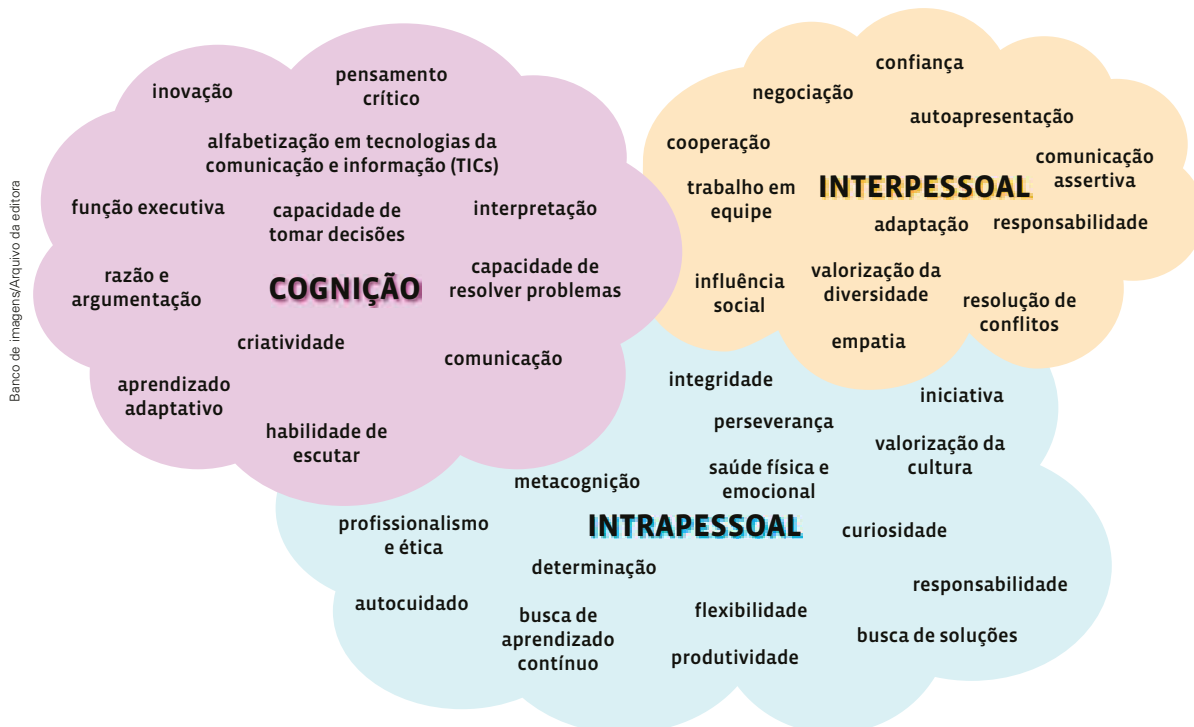 Banco de imagens/Arquivo da editora
inovação
pensamento
crítico
alfabetização em tecnologias da
comunicação e informação (TICs)
função executiva
capacidade de
tomar decisões
interpretação
razão e
argumentação
COGNIÇÃO
capacidade de
resolver problemas
criatividade
comunicação
aprendizado
adaptativo
habilidade de
escutar
confiança
negociação
autoapresentação
cooperação
comunicação
assertiva
trabalho em
equipe
INTERPESSOAL
adaptação
responsabilidade
influência
social
valorização da
diversidade
resolução de
conflitos
empatia
integridade
iniciativa
perseverança
valorização da
cultura
saúde física e
emocional
metacognição
profissionalismo
e ética
INTRAPESSOAL
curiosidade
determinação
responsabilidade
autocuidado
busca de
aprendizado
contínuo
flexibilidade
busca de soluções
produtividade